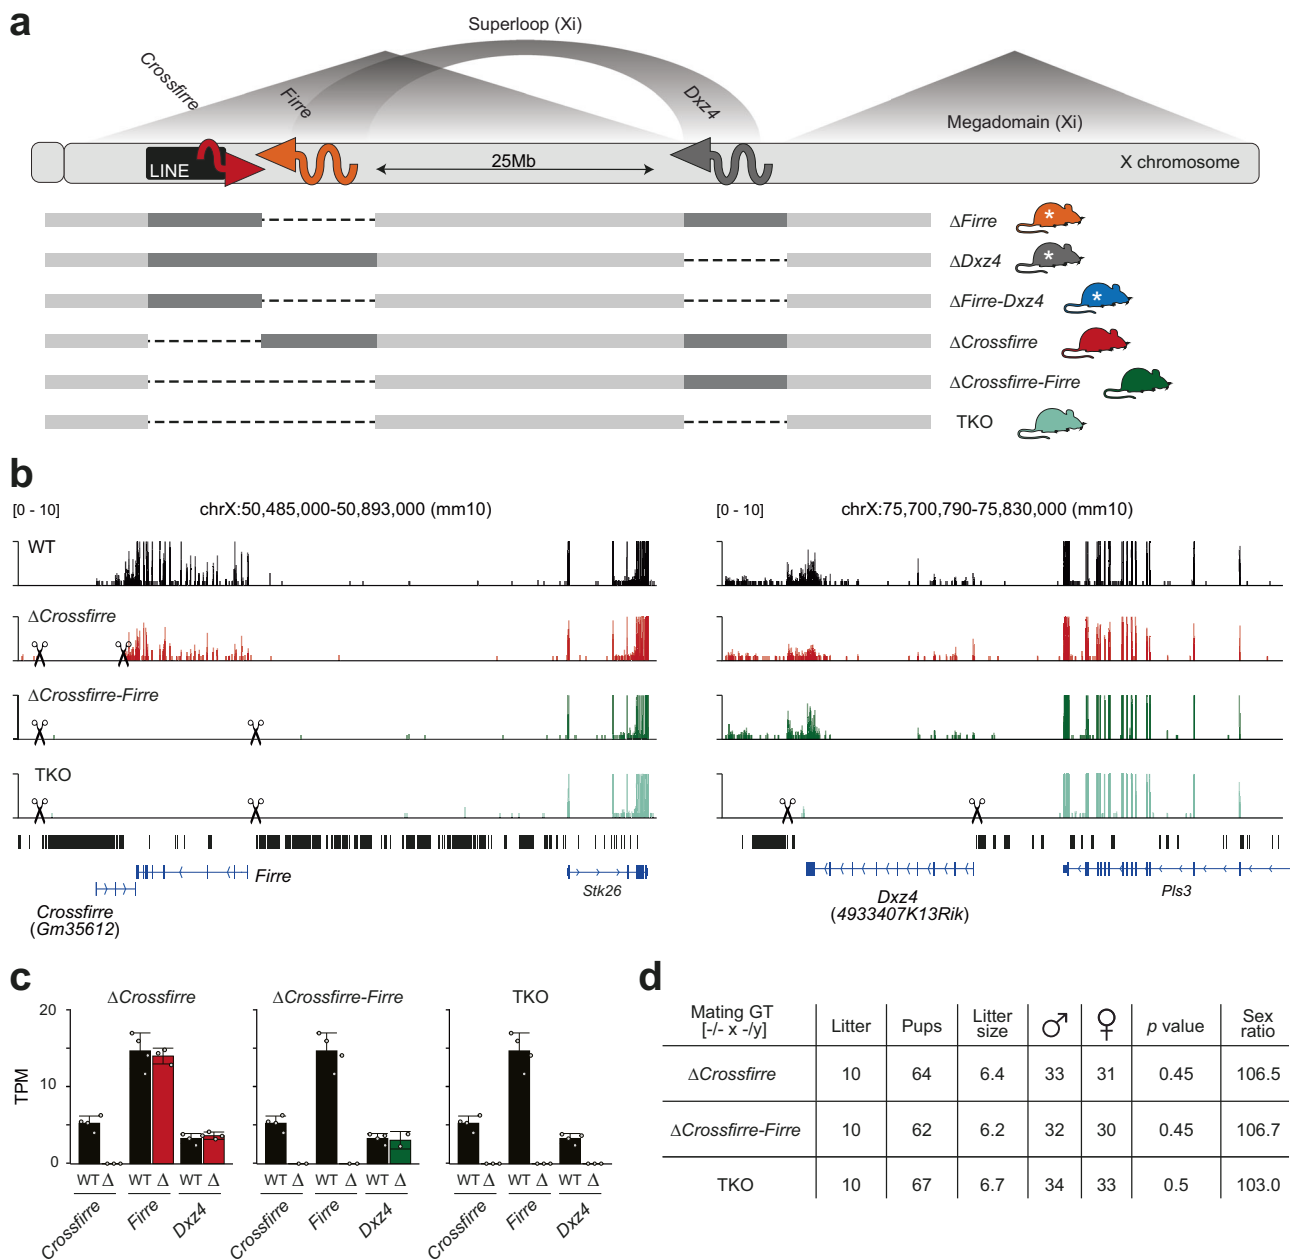 a
Superloop (Xi)
Crossfirre
Firre
Dxz4
Megadomain (Xi)
LINE
25Mb
X chromosome
ΔFirre
*
ΔDxz4
*
ΔFirre-Dxz4
*
ΔCrossfirre
ΔCrossfirre-Firre
TKO
b
[0 - 10]
chrX:50,485,000-50,893,000 (mm10)
[0 - 10]
chrX:75,700,790-75,830,000 (mm10)
WT
ΔCrossfirre
ΔCrossfirre-Firre
TKO
Firre
Stk26
Crossfirre
(Gm35612)
Dxz4
(4933407K13Rik)
Pls3
c
ΔCrossfirre
ΔCrossfirre-Firre
TKO
TPM
20
10
0
WT Δ WT Δ WT Δ
Crossfirre Firre Dxz4
WT Δ WT Δ WT Δ
Crossfirre Firre Dxz4
WT Δ WT Δ WT Δ
Crossfirre Firre Dxz4
d
Mating GT
[-/- x -/y] Litter Pups Litter size ♂ ♀ p value Sex ratio
ΔCrossfirre 10 64 6.4 33 31 0.45 106.5
ΔCrossfirre-Firre 10 62 6.2 32 30 0.45 106.7
TKO 10 67 6.7 34 33 0.5 103.0